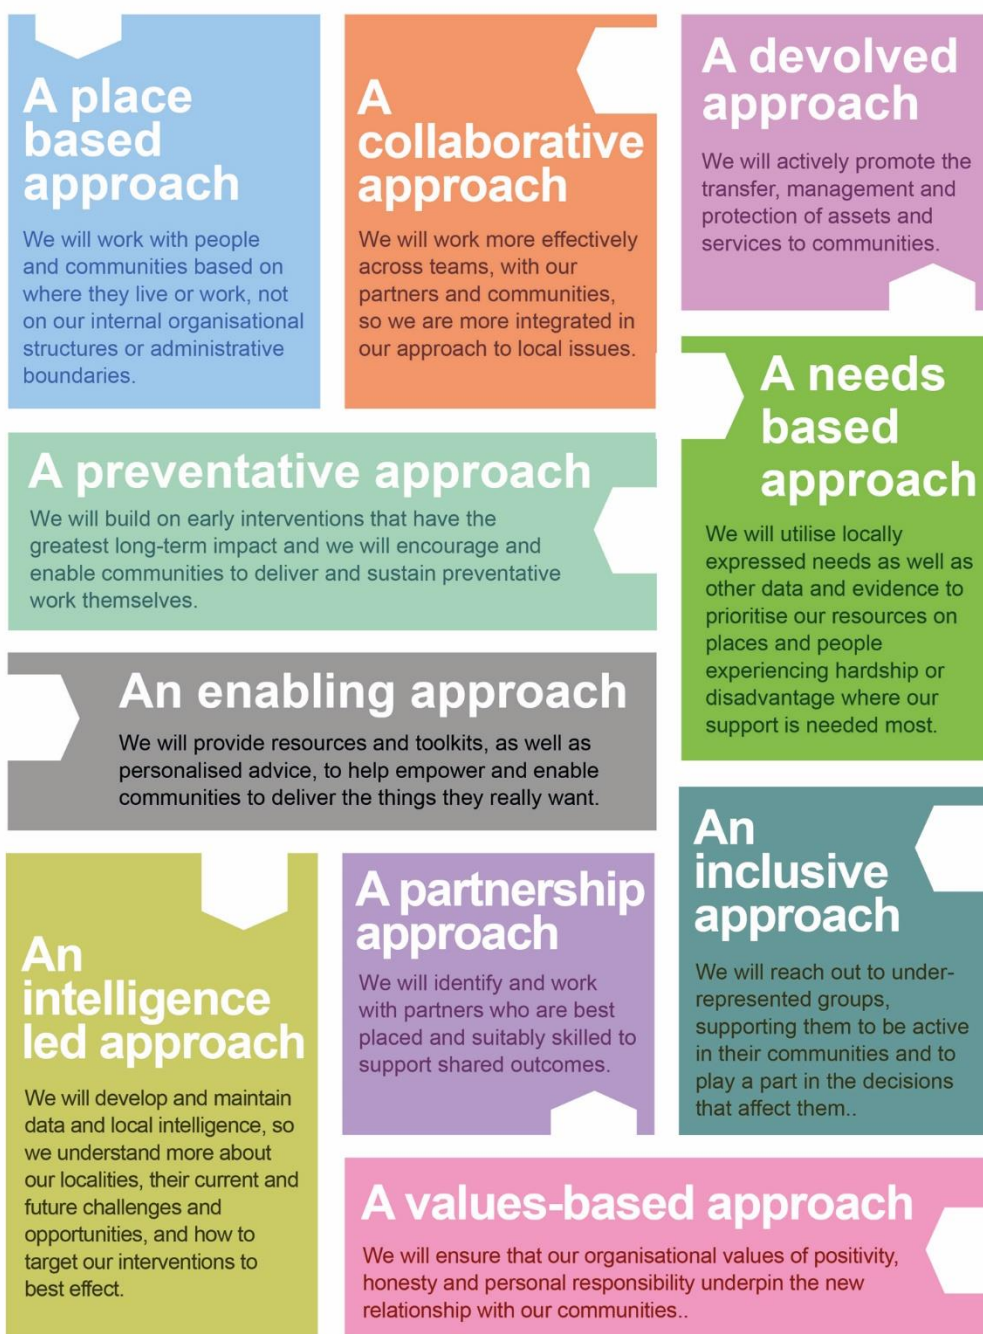 A place
based
approach
We will work with people
and communities based on
where they live or work, not
on our internal organisational
structures or administrative
boundaries.
A
collaborative
approach
We will work more effectively
across teams, with our
partners and communities,
so we are more integrated in
our approach to local issues.
A devolved
approach
We will actively promote the
transfer, management and
protection of assets and
services to communities.
A preventative approach
We will build on early interventions that have the
greatest long-term impact and we will encourage and
enable communities to deliver and sustain preventative
work themselves.
A needs
based
approach
We will utilise locally
expressed needs as well as
other data and evidence to
prioritise our resources on
places and people
experiencing hardship or
disadvantage where our
support is needed most.
An enabling approach
We will provide resources and toolkits, as well as
personalised advice, to help empower and enable
communities to deliver the things they really want.
An
intelligence
led approach
We will develop and maintain
data and local intelligence, so
we understand more about
our localities, their current and
future challenges and
opportunities, and how to
target our interventions to
best effect.
A partnership
approach
We will identify and work
with partners who are best
placed and suitably skilled to
support shared outcomes.
An
inclusive
approach
We will reach out to under-
represented groups,
supporting them to be active
in their communities and to
play a part in the decisions
that affect them..
A values-based approach
We will ensure that our organisational values of positivity,
honesty and personal responsibility underpin the new
relationship with our communities..